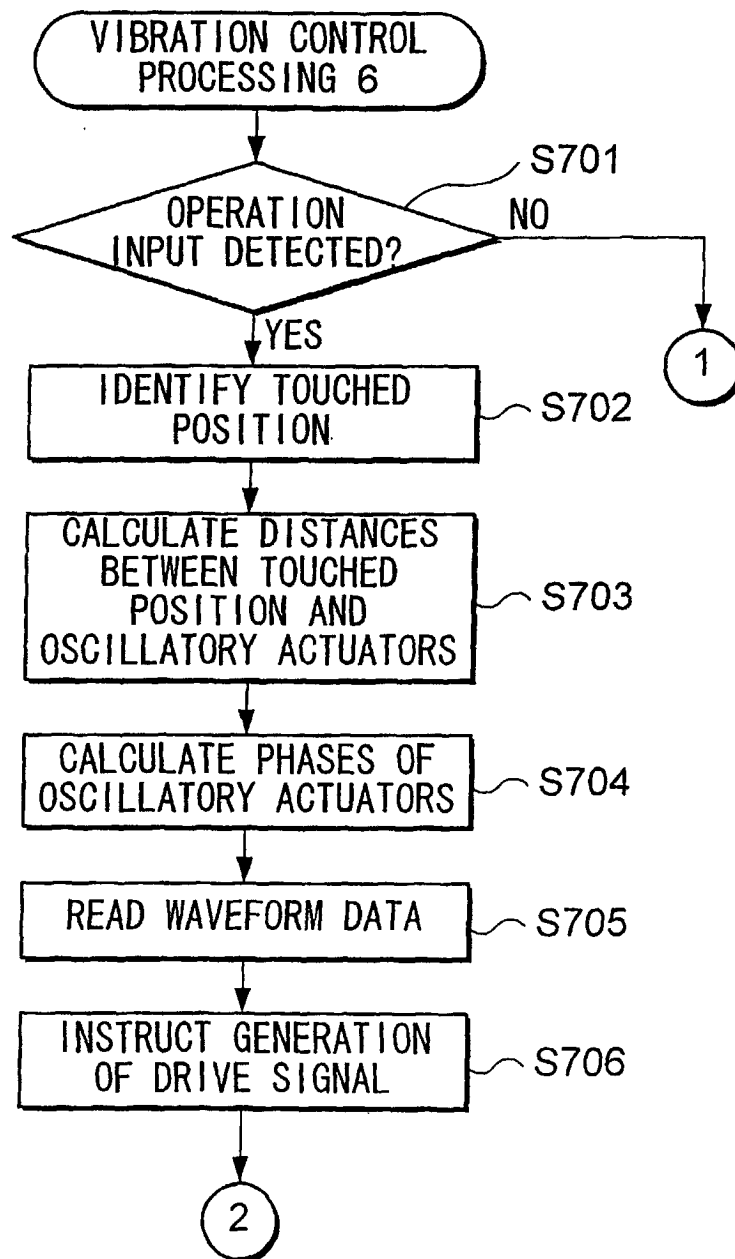 VIBRATION CONTROL
PROCESSING 6
S701
OPERATION
INPUT DETECTED?
NO
YES
1
IDENTIFY TOUCHED
POSITION
S702
CALCULATE DISTANCES
BETWEEN TOUCHED
POSITION AND
OSCILLATORY ACTUATORS
S703
CALCULATE PHASES OF
OSCILLATORY ACTUATORS
S704
READ WAVEFORM DATA
S705
INSTRUCT GENERATION
OF DRIVE SIGNAL
S706
2